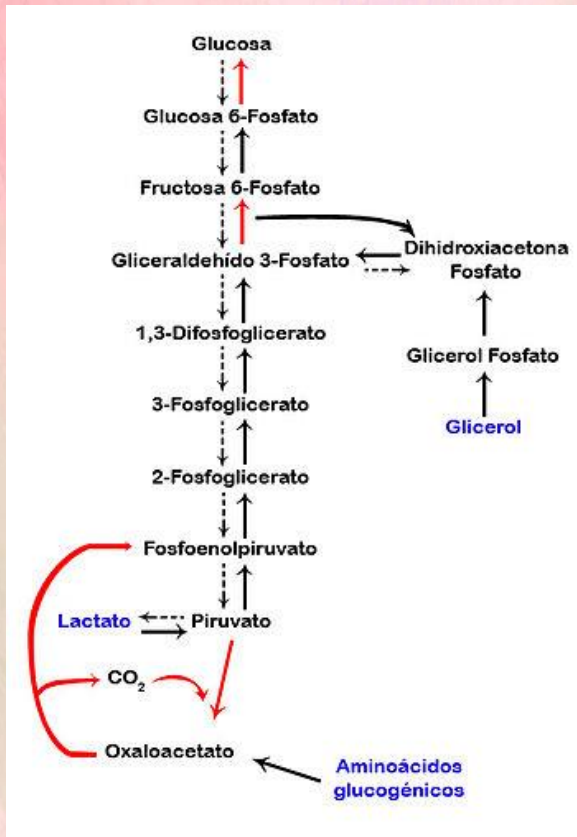 Glucosa
Glucosa 6-Fosfato
Fructosa 6-Fosfato
Gliceraldehído 3-Fosfato
Dihidroxiacetona
Fosfato
1,3-Difosfoglicerato
Glicerol Fosfato
3-Fosfoglicerato
Glicerol
2-Fosfoglicerato
Fosfoenolpiruvato
Lactato
Piruvato
CO₂
Oxaloacetato
Aminoácidos
glucogénicos